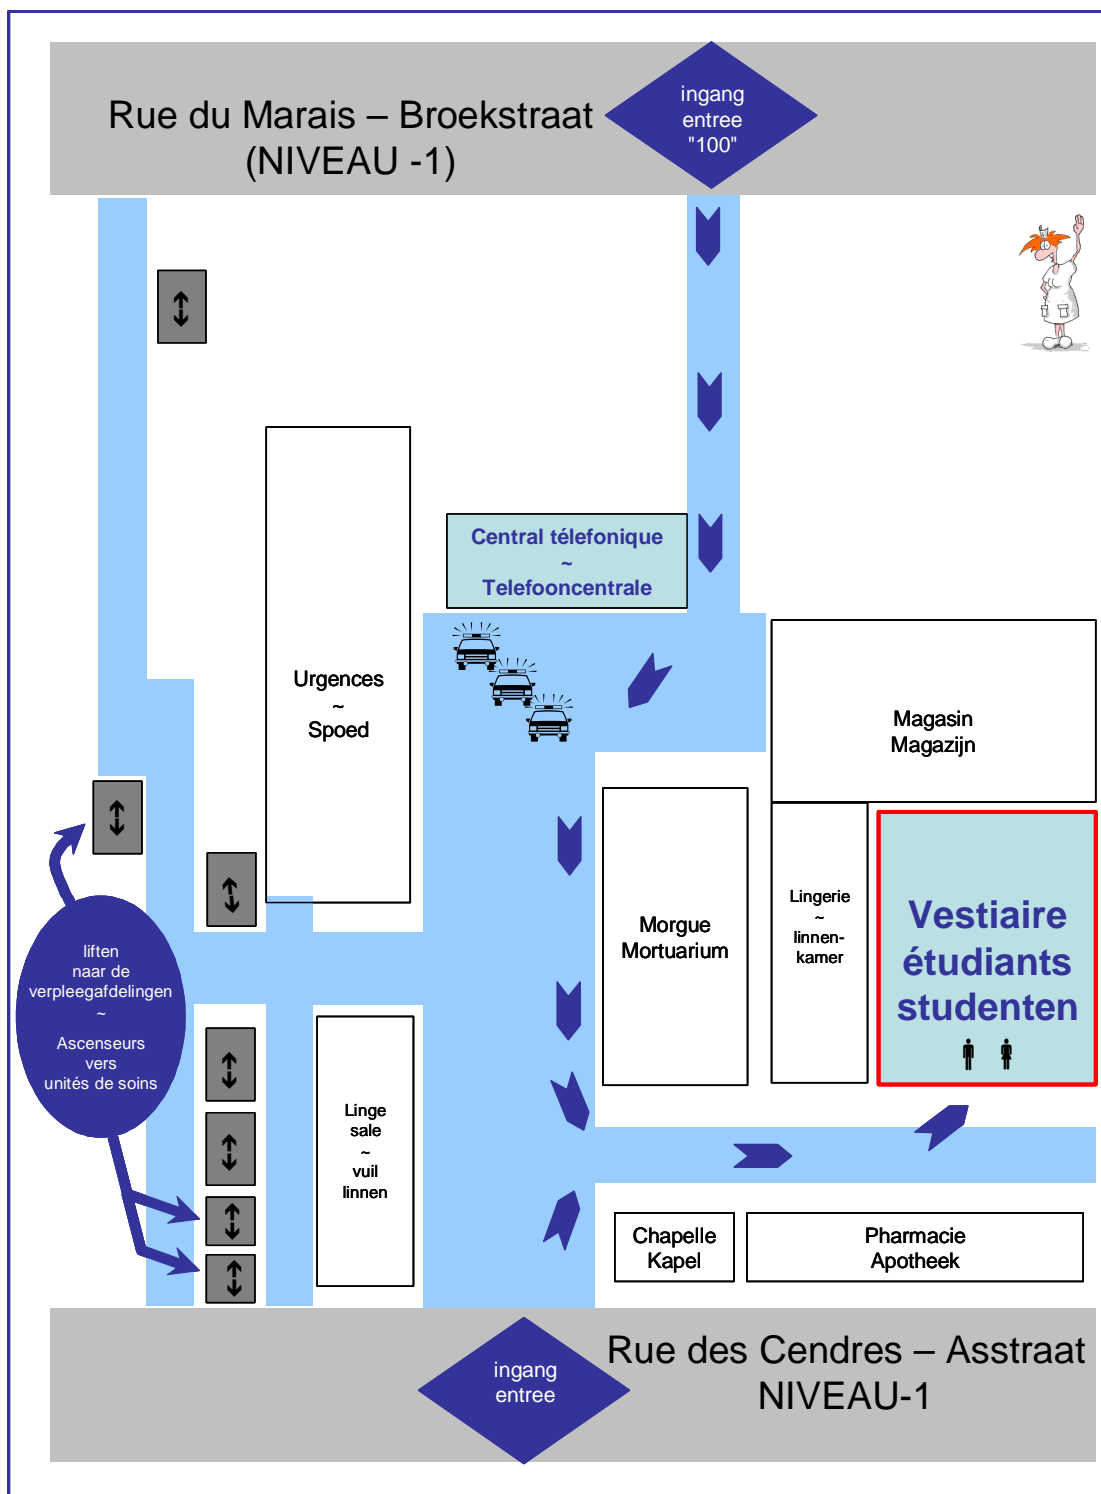 Rue du Marais – Broekstraat
(NIVEAU -1)
ingang
entree
"100"
Central télefonique
~
Telefooncentrale
Urgences
~
Spoed
Magasin
Magazijn
Morgue
Mortuarium
Lingerie
~
linnen-
kamer
Vestiaire
étudiants
studenten
liften
naar de
verpleegafdelingen
~
Ascenseurs
vers
unités de soins
Linge
sale
~
vuil
linnen
Chapelle
Kapel
Pharmacie
Apotheek
ingang
entree
Rue des Cendres – Asstraat
NIVEAU-1